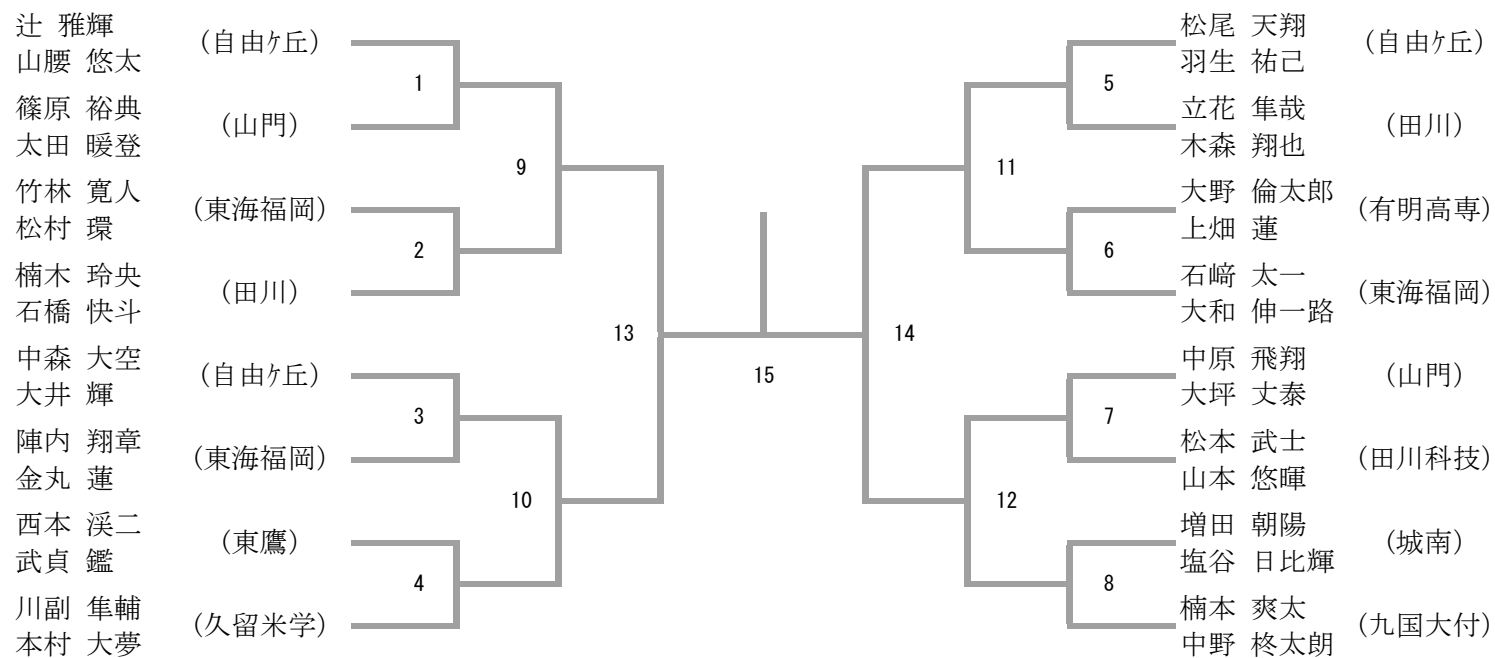 辻 雅輝
山腰 悠太
(自由ケ丘)
篠原 裕典
太田 暖登
(山門)
竹林 寛人
松村 環
(東海福岡)
楠木 玲央
石橋 快斗
(田川)
中森 大空
大井 輝
(自由ケ丘)
陣内 翔章
金丸 蓮
(東海福岡)
西本 渓二
武貞 鑑
(東鷹)
川副 隼輔
本村 大夢
(久留米学)
1
2
3
4
9
10
13
15
14
11
12
5
6
7
8
松尾 天翔
羽生 祐己
(自由ケ丘)
立花 隼哉
木森 翔也
(田川)
大野 倫太郎
上畑 蓮
(有明高専)
石﨑 太一
大和 伸一路
(東海福岡)
中原 飛翔
大坪 丈泰
(山門)
松本 武士
山本 悠暉
(田川科技)
増田 朝陽
塩谷 日比輝
(城南)
楠本 爽太
中野 柊太朗
(九国大付)